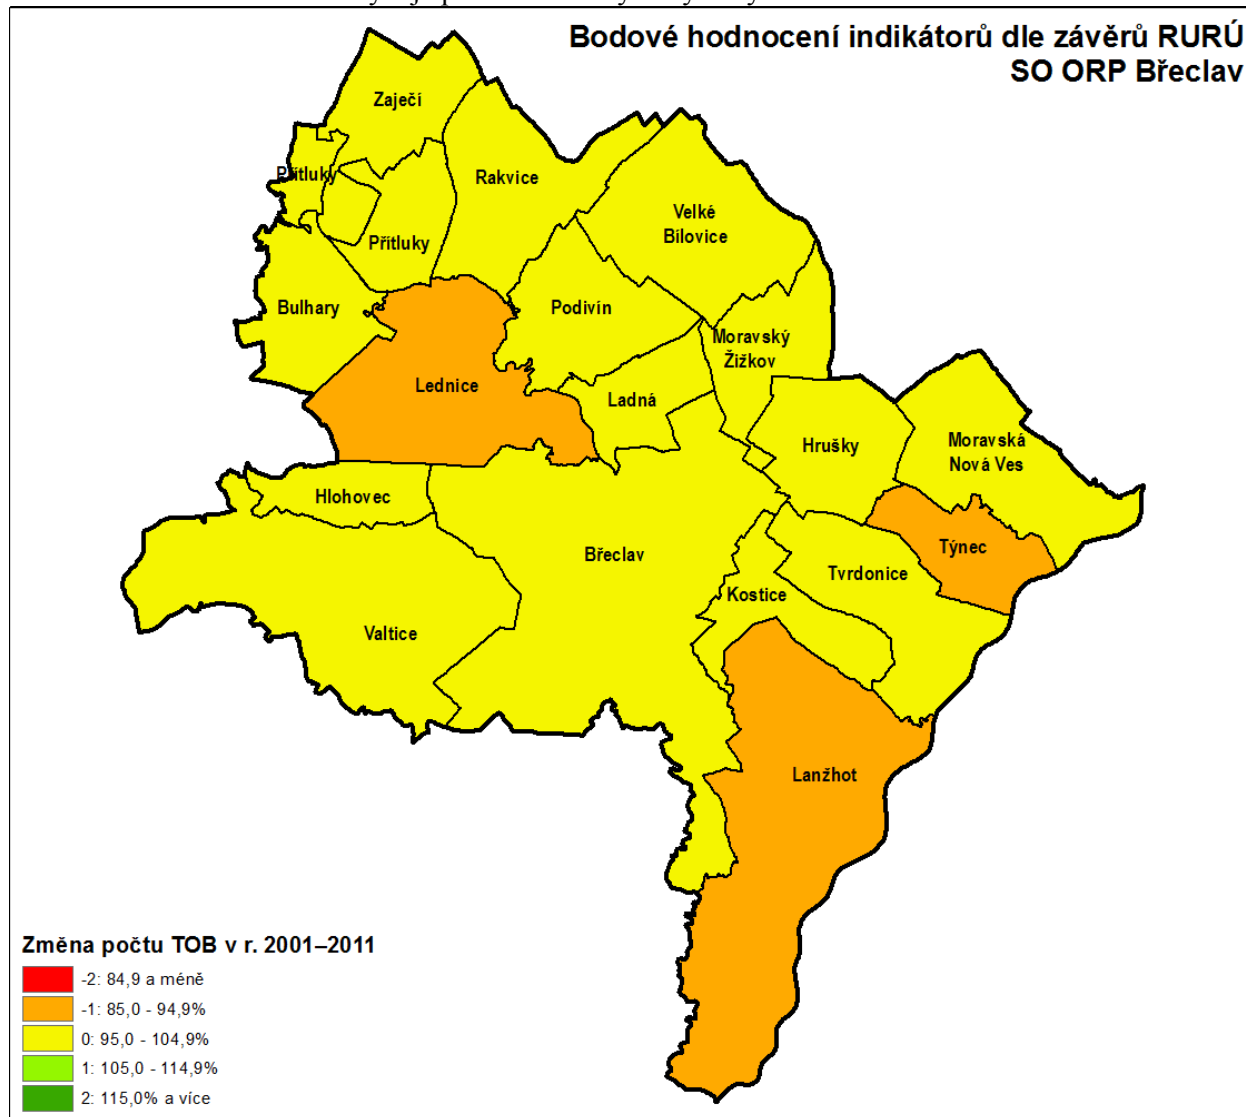 Bodové hodnocení indikátorů dle závěrů RURÚ
SO ORP Břeclav
Zaječí
Přítluky
Rakvice
Velké
Bílovice
Přítluky
Bulhary
Podivín
Moravský
Žižkov
Lednice
Ladná
Hrušky
Moravská
Nová Ves
Hlohovec
Břeclav
Týnec
Tvrdonice
Kostice
Valtice
Lanžhot
Změna počtu TOB v r. 2001–2011
-2: 84,9 a méně
-1: 85,0 - 94,9%
0: 95,0 - 104,9%
1: 105,0 - 114,9%
2: 115,0% a více